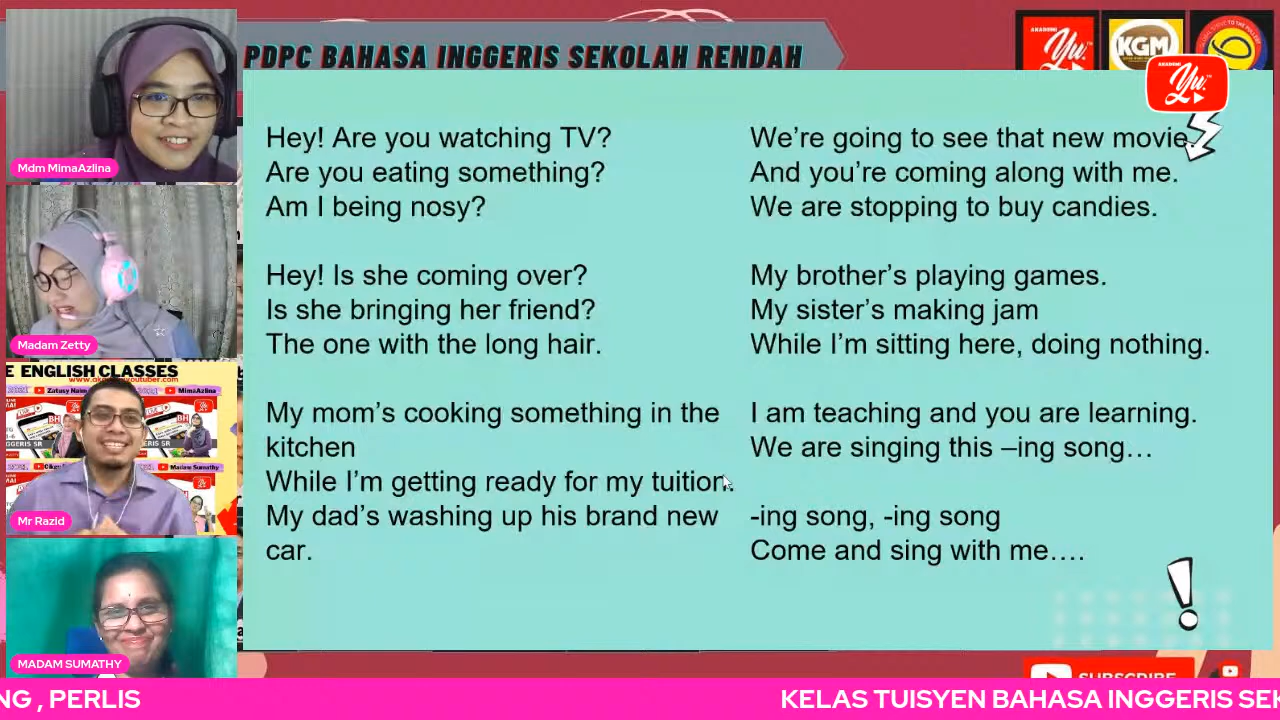 PDPC BAHASA INGGERIS SEKOLAH RENDAH
AKADEMI
Yu
KGM
AKADEMI
Yu
Mdm MimaAzlina
Madam Zetty
E ENGLISH CLASSES
Mr Razid
MADAM SUMATHY
Hey! Are you watching TV?
Are you eating something?
Am I being nosy?
Hey! Is she coming over?
Is she bringing her friend?
The one with the long hair.
My mom's cooking something in the
kitchen
While I'm getting ready for my tuition.
My dad's washing up his brand new
car.
We're going to see that new movie
And you're coming along with me.
We are stopping to buy candies.
My brother's playing games.
My sister's making jam
While I'm sitting here, doing nothing.
I am teaching and you are learning.
We are singing this –ing song…
-ing song, -ing song
Come and sing with me….
!
SUBSCRIBE
NG , PERLIS
KELAS TUISYEN BAHASA INGGERIS SEK